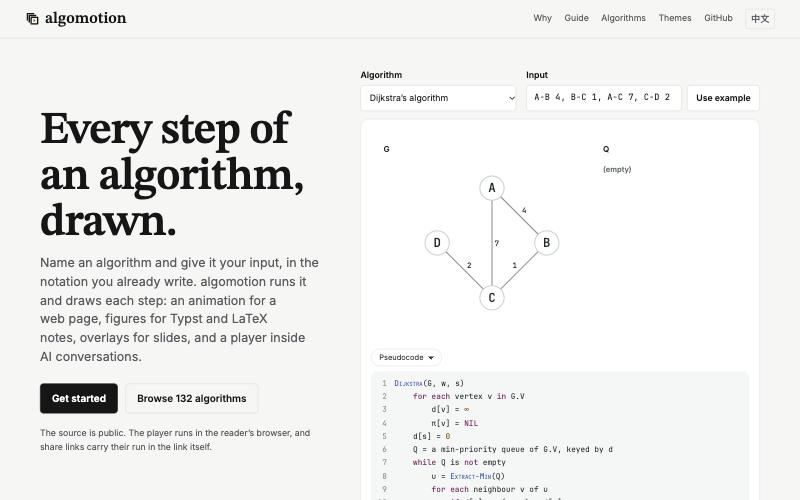 algomotion
Why Guide Algorithms Themes GitHub 中文
Every step of
an algorithm,
drawn.
Name an algorithm and give it your input, in the
notation you already write. algomotion runs it
and draws each step: an animation for a
web page, figures for Typst and LaTeX
notes, overlays for slides, and a player inside
AI conversations.
Get started
Browse 132 algorithms
The source is public. The player runs in the reader's browser, and
share links carry their run in the link itself.
Algorithm
Dijkstra's algorithm
Input
A-B 4, B-C 1, A-C 7, C-D 2
Use example
G
Q
(empty)
A
4
D
7
B
2
1
C
Pseudocode
1 Dijkstra(G, w, s)
2 for each vertex v in G.V
3 d[v] = ∞
4 π[v] = NIL
5 d[s] = 0
6 Q = a min-priority queue of G.V, keyed by d
7 while Q is not empty
8 u = Extract-Min(Q)
9 for each neighbour v of u